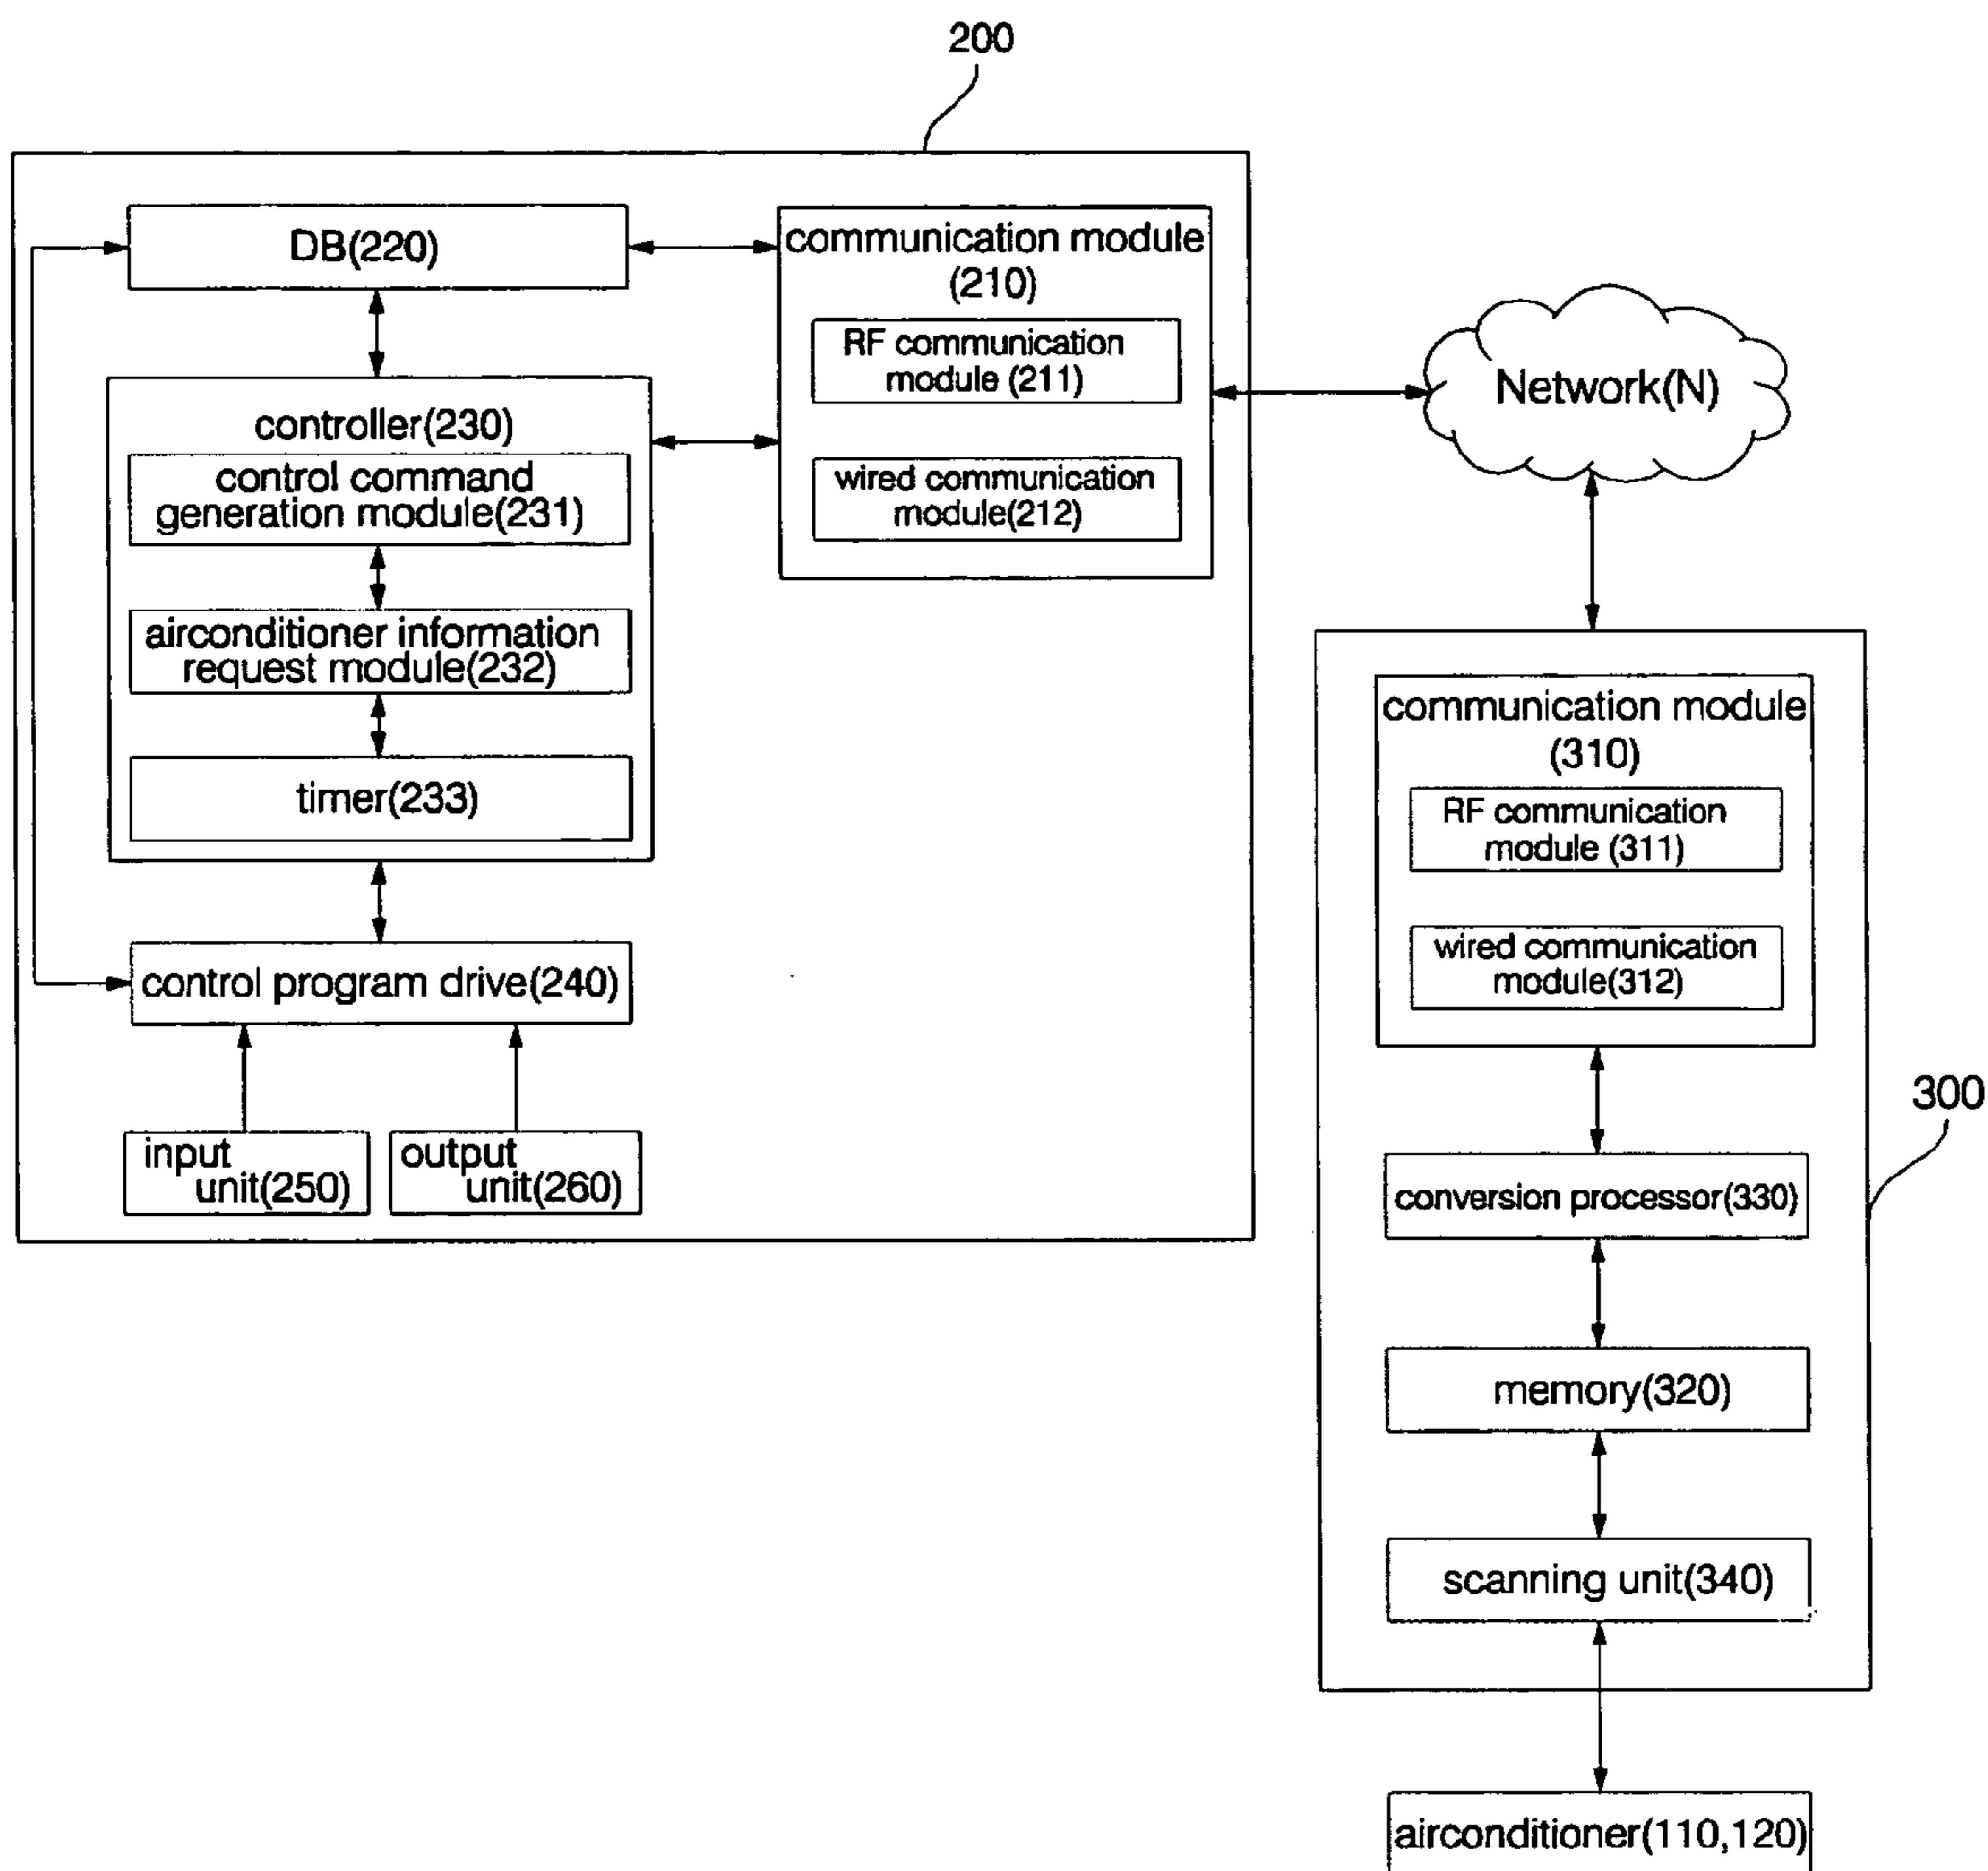 200
DB(220)
communication module
(210)
RF communication
module (211)
wired communication
module(212)
controller(230)
control command
generation module(231)
airconditioner information
request module(232)
timer(233)
control program drive(240)
input
unit(250)
output
unit(260)
Network(N)
communication module
(310)
RF communication
module (311)
wired communication
module(312)
300
conversion processor(330)
memory(320)
scanning unit(340)
airconditioner(110,120)